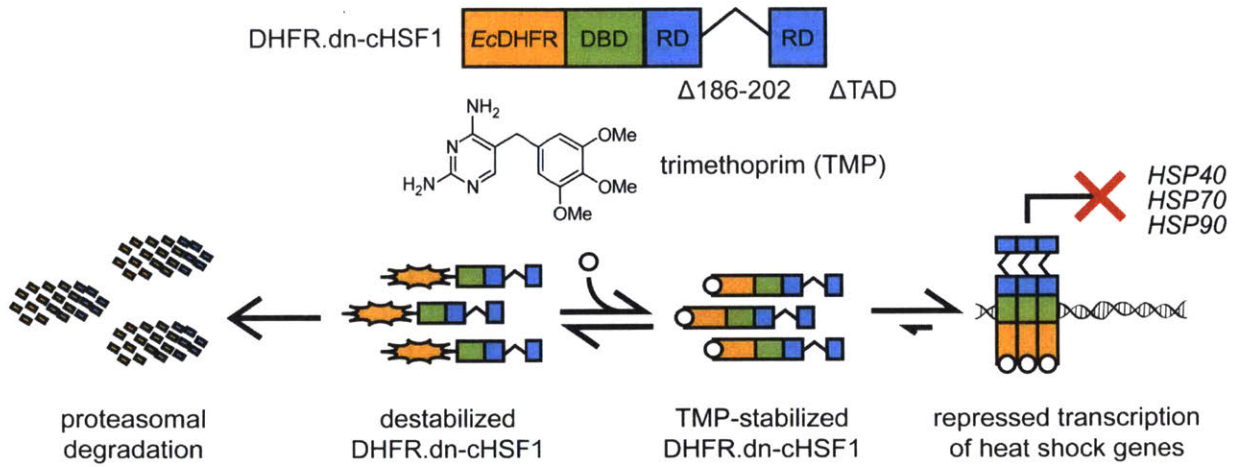 DHFR.dn-cHSF1
EcDHFR DBD RD RD
Δ186-202 ΔTAD
NH₂
N
H₂N
N
OMe
OMe
OMe
trimethoprim (TMP)
HSP40
HSP70
HSP90
proteasomal
degradation
destabilized
DHFR.dn-cHSF1
TMP-stabilized
DHFR.dn-cHSF1
repressed transcription
of heat shock genes